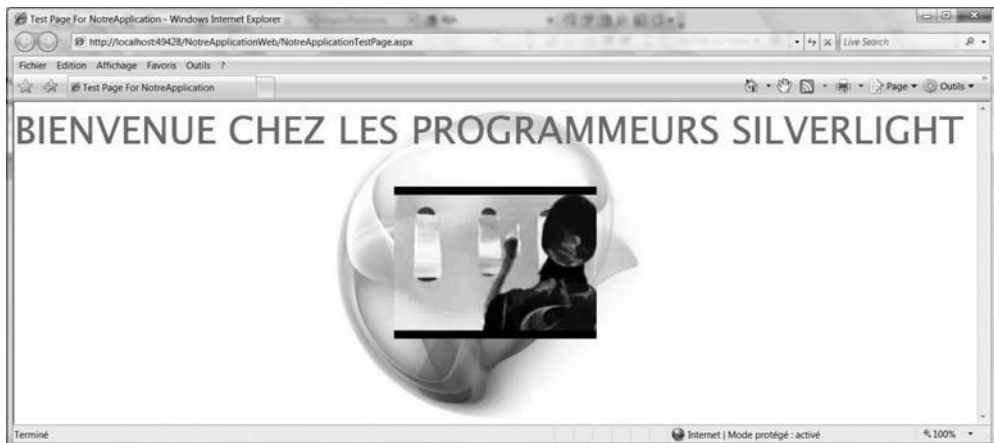 Test Page For NotreApplication - Windows Internet Explorer
http://localhost:49428/NotreApplicationWeb/NotreApplicationTestPage.aspx
Live Search
Fichier Edition Affichage Favoris Outils ?
Test Page For NotreApplication
Page Outils
BIENVENUE CHEZ LES PROGRAMMEURS SILVERLIGHT
Terminé
Internet | Mode protégé : activé
100%